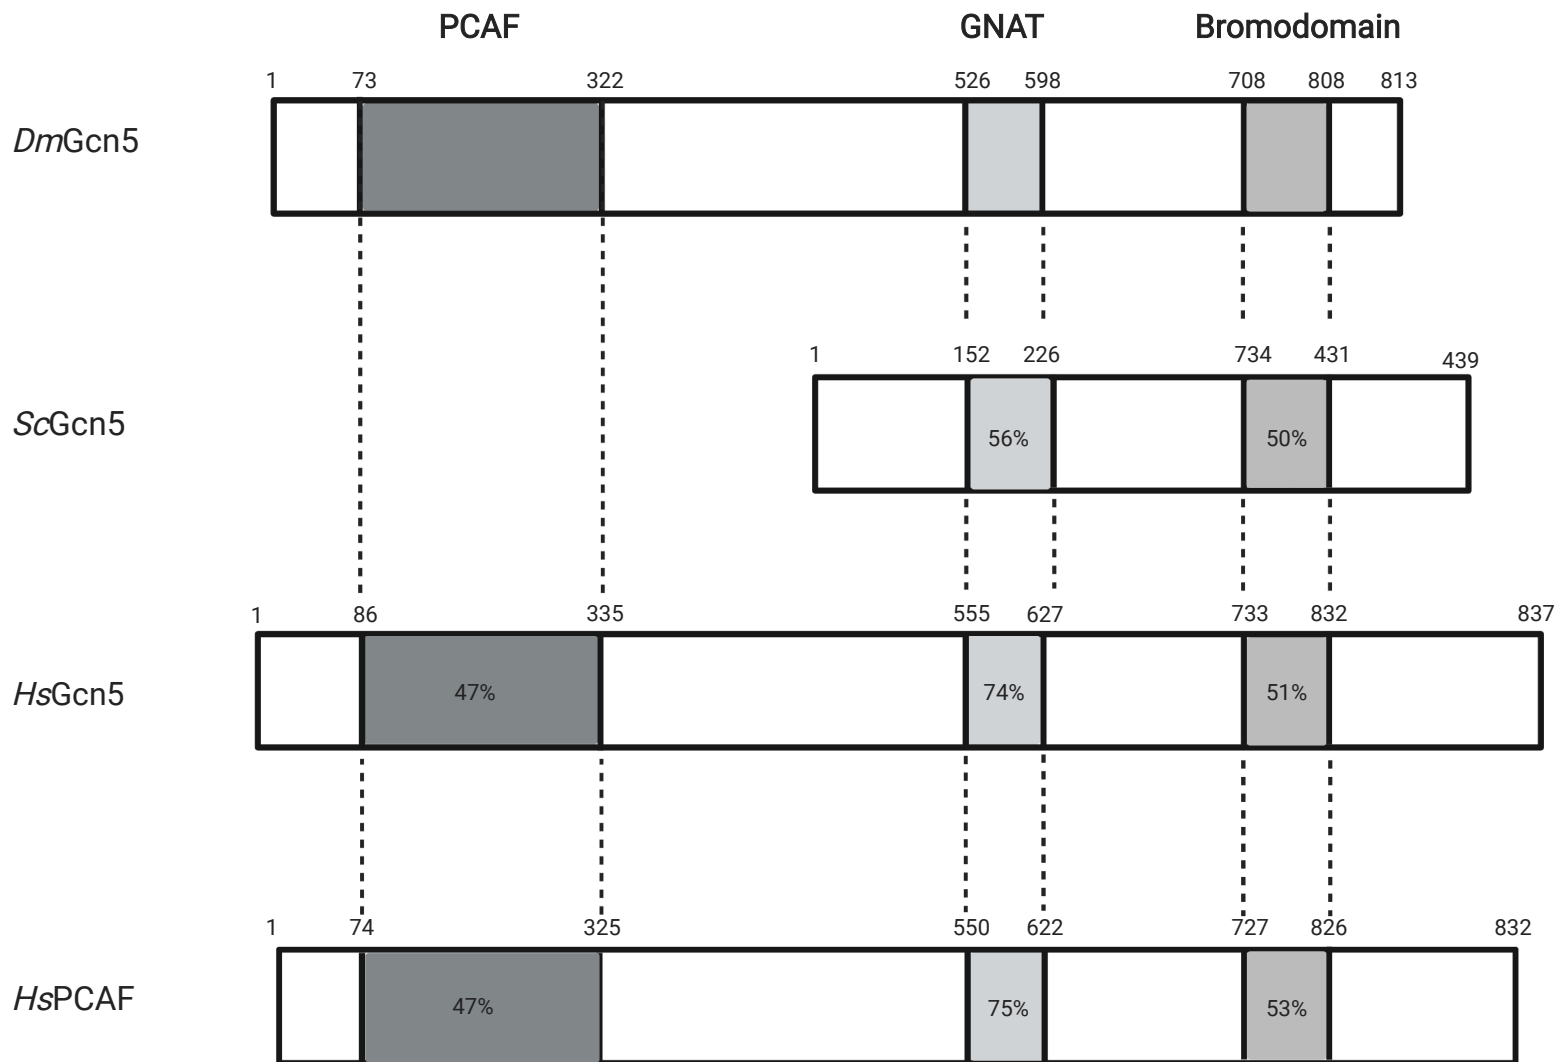 PCAF GNAT Bromodomain
1 73 322 526 598 708 808 813
DmGcn5
1 152 226 734 431 439
ScGcn5
56% 50%
1 86 335 555 627 733 832 837
HsGcn5
47% 74% 51%
1 74 325 550 622 727 826 832
HsPCAF
47% 75% 53%